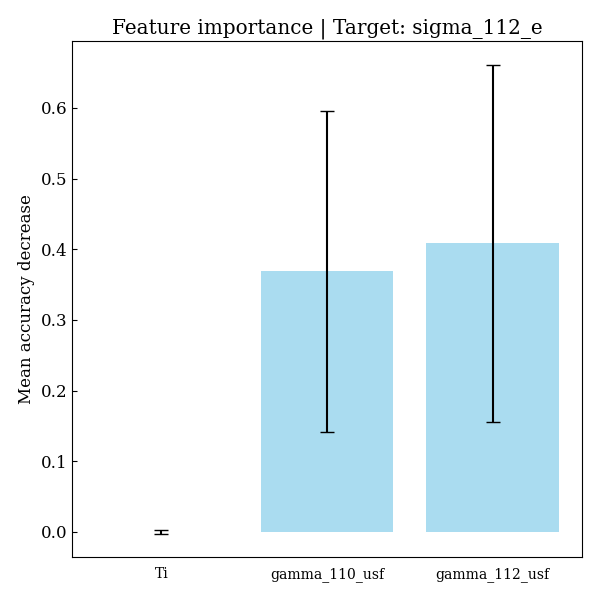 Feature importance | Target: sigma_112_e
Mean accuracy decrease
0.6
0.5
0.4
0.3
0.2
0.1
0.0
Ti gamma_110_usf gamma_112_usf